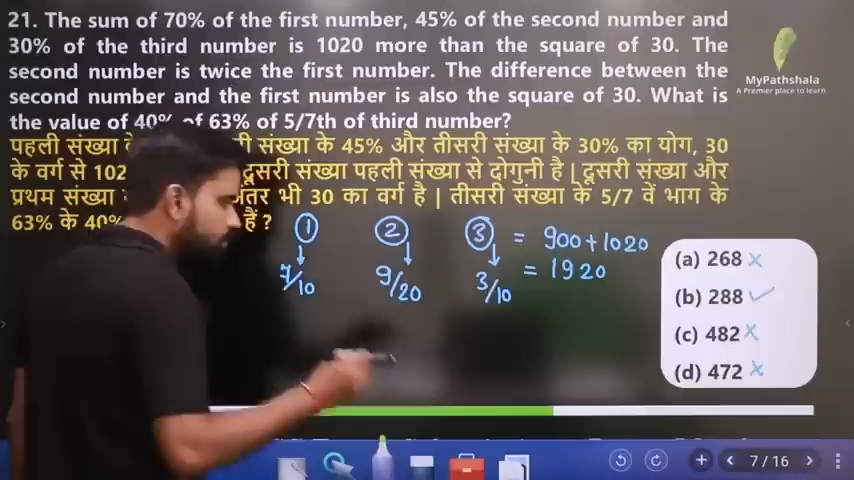 21. The sum of 70% of the first number, 45% of the second number and
30% of the third number is 1020 more than the square of 30. The
second number is twice the first number. The difference between the
second number and the first number is also the square of 30. What is
the value of 40% of 63% of 5/7th of third number?
पहली संख्या संख्या के 45% और तीसरी संख्या के 30% का योग, 30
के वर्ग से 102 दूसरी संख्या पहली संख्या से दोगुनी है | दूसरी संख्या और
प्रथम संख्या अंतर भी 30 का वर्ग है | तीसरी संख्या के 5/7 वें भाग के
63% के 40% है ?
MyPathshala
A Premier place to learn
1 2 3 = 900+1020
7/10 9/20 3/10 = 1920
(a) 268 ×
(b) 288 ✓
(c) 482 ×
(d) 472 ×
7 / 16